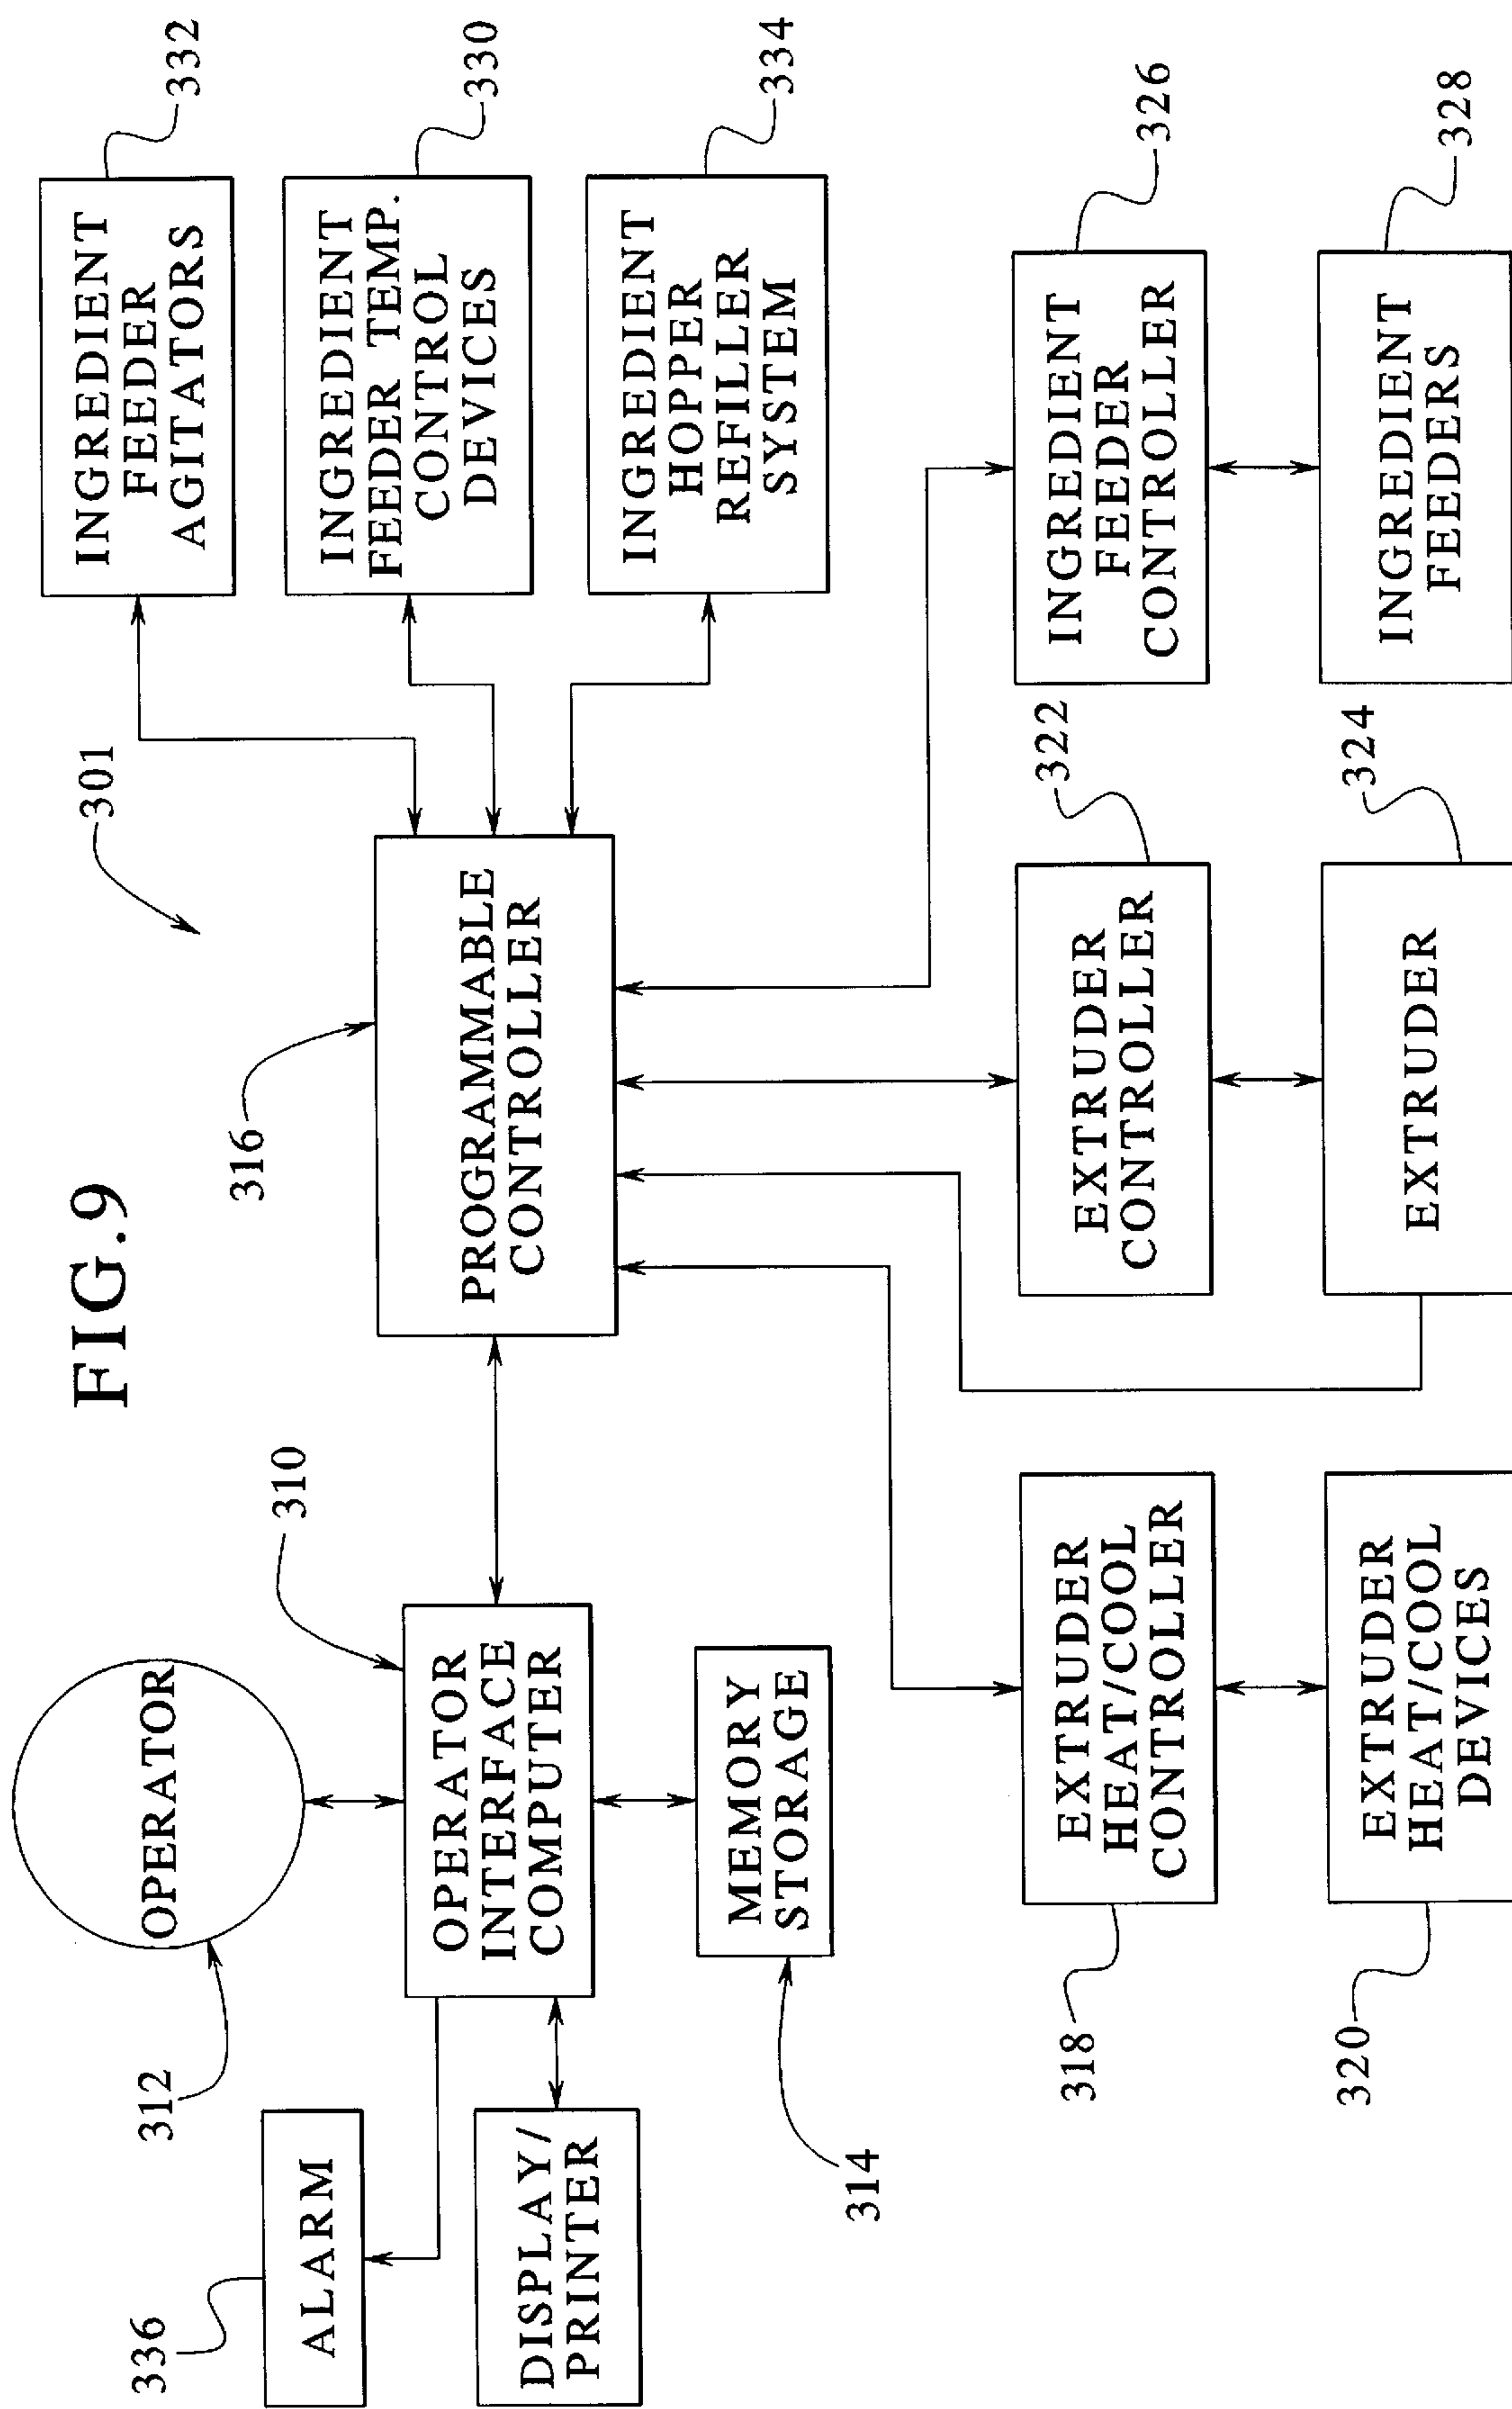 FIG.9
312
OPERATOR
336
ALARM
310
OPERATOR
INTERFACE
COMPUTER
DISPLAY/
PRINTER
314
MEMORY
STORAGE
316
PROGRAMMABLE
CONTROLLER
301
INGREDIENT
FEEDER
AGITATORS
332
INGREDIENT
FEEDER TEMP.
CONTROL
DEVICES
330
INGREDIENT
HOPPER
REFILLER
SYSTEM
334
318
EXTRUDER
HEAT/COOL
CONTROLLER
322
EXTRUDER
CONTROLLER
326
INGREDIENT
FEEDER
CONTROLLER
320
EXTRUDER
HEAT/COOL
DEVICES
324
EXTRUDER
328
INGREDIENT
FEEDERS